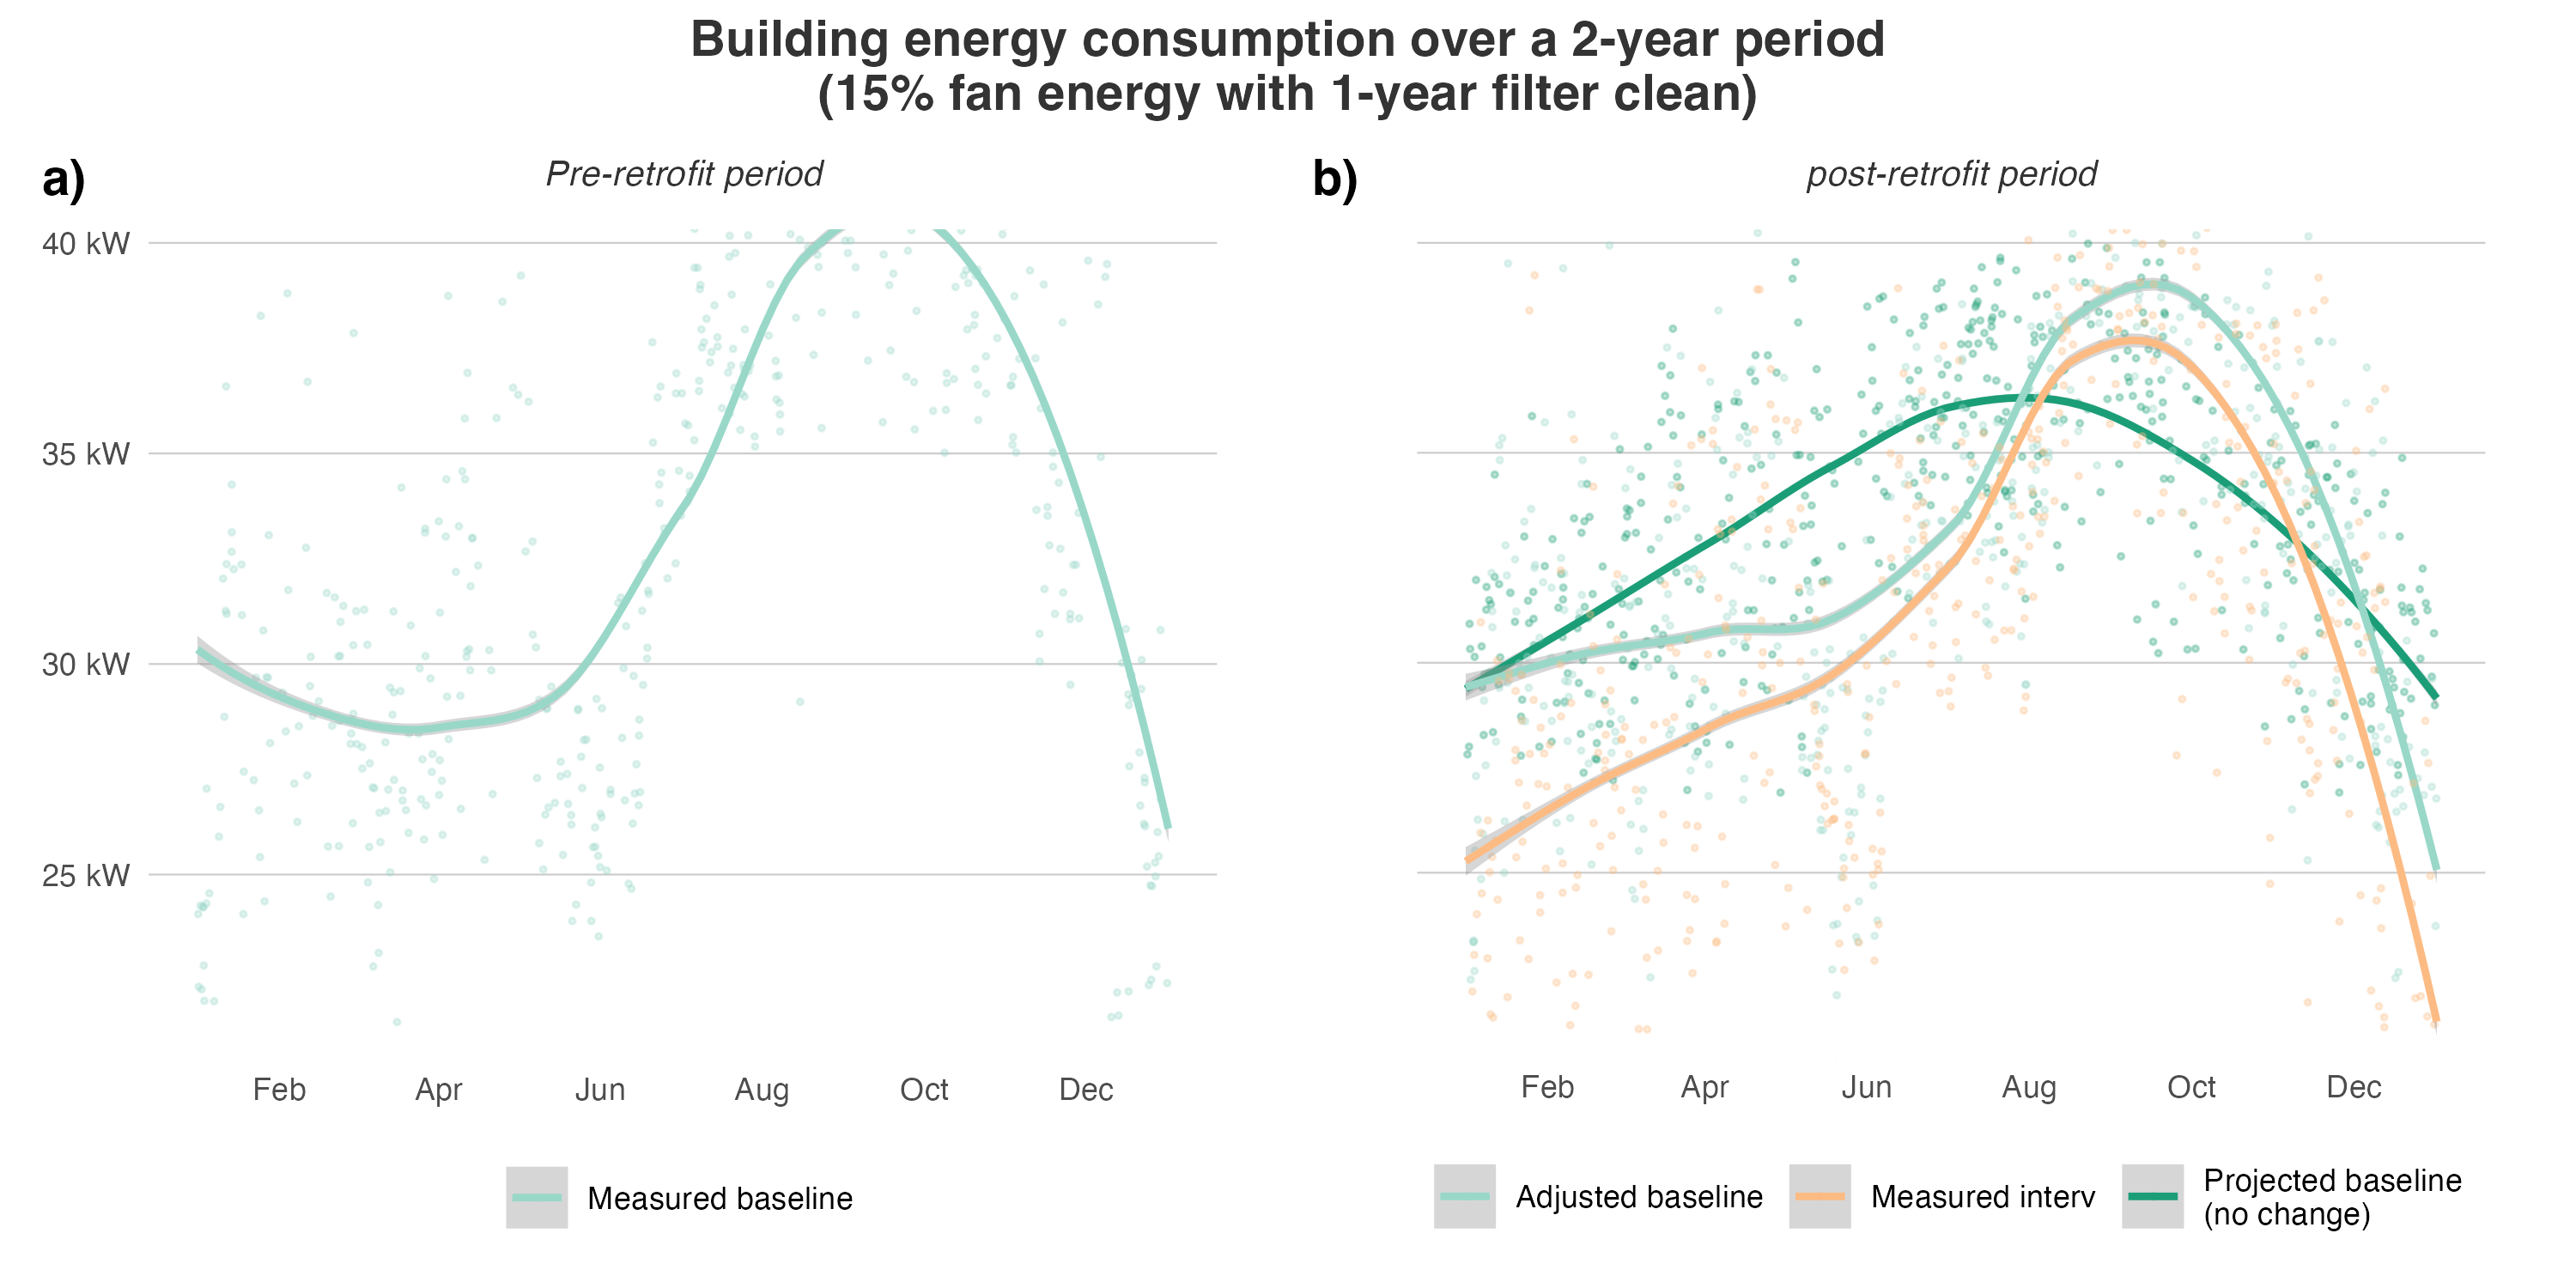 Building energy consumption over a 2-year period
(15% fan energy with 1-year filter clean)
a)
Pre-retrofit period
40 kW
35 kW
30 kW
25 kW
Feb Apr Jun Aug Oct Dec
Measured baseline
b)
post-retrofit period
Feb Apr Jun Aug Oct Dec
Adjusted baseline
Measured interv
Projected baseline
(no change)